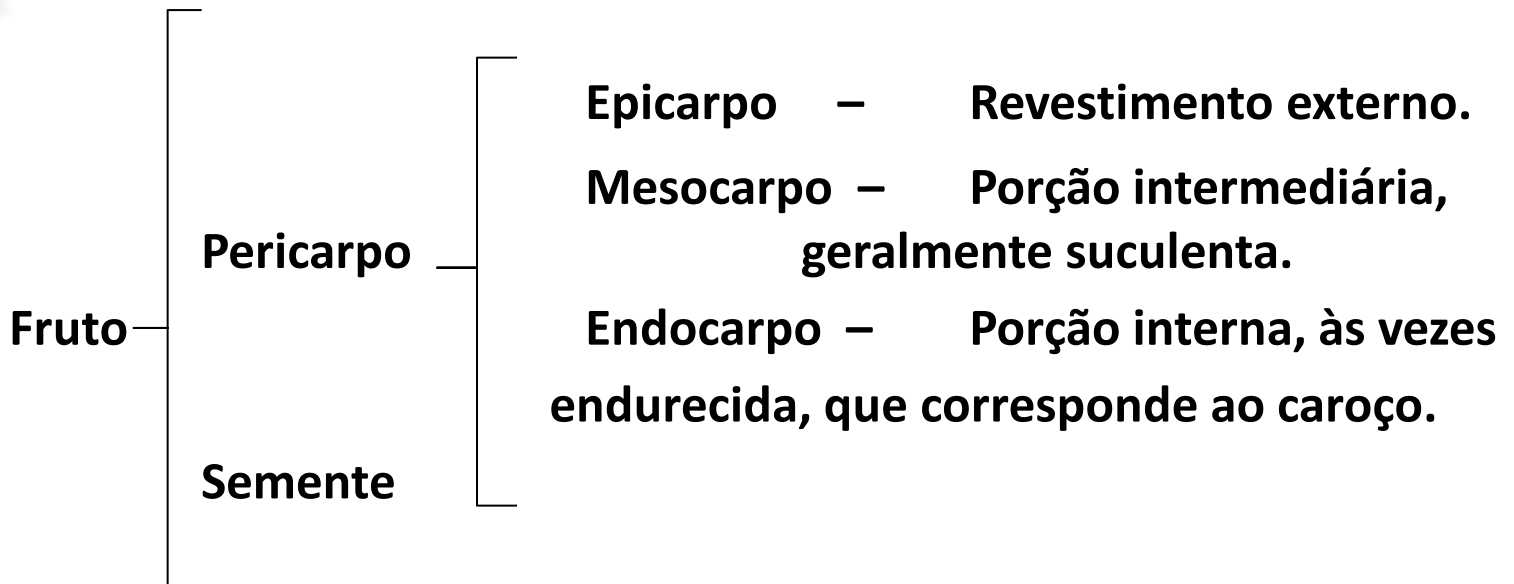 Epicarpo – Revestimento externo.
Mesocarpo – Porção intermediária,
Pericarpo
geralmente suculenta.
Fruto
Endocarpo – Porção interna, às vezes
endurecida, que corresponde ao caroço.
Semente